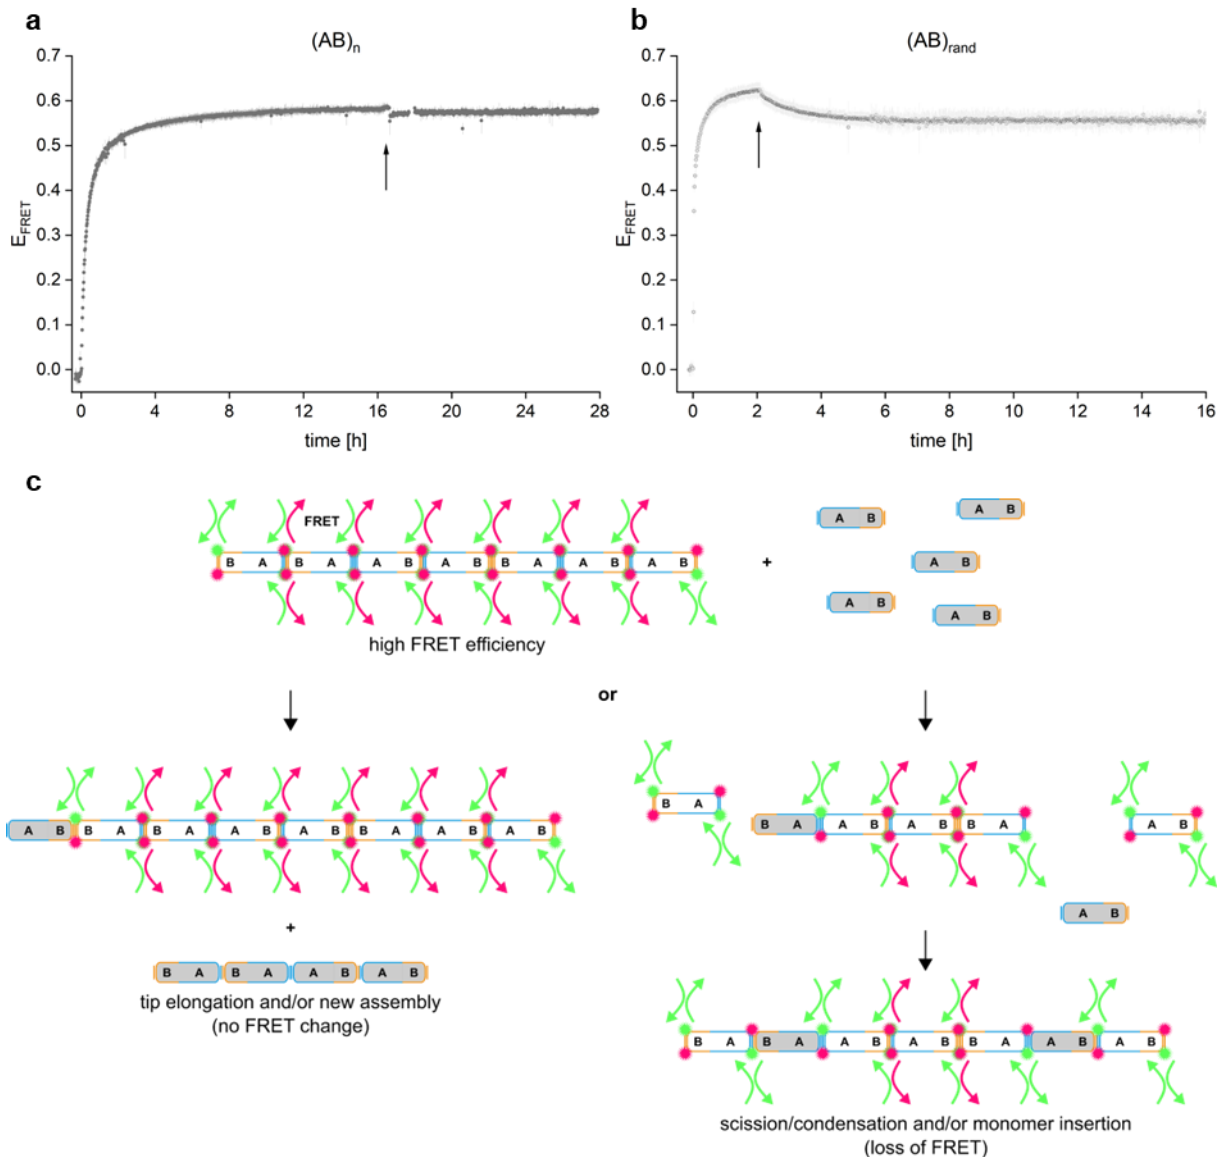 a
(AB)n
0.7
0.6
0.5
0.4
0.3
0.2
0.1
0.0
EFRET
0 4 8 12 16 20 24 28
time [h]
b
(AB)rand
0.7
0.6
0.5
0.4
0.3
0.2
0.1
0.0
EFRET
0 2 4 6 8 10 12 14 16
time [h]
c
FRET
B A B A A B A B B A A B A B
high FRET efficiency
+
A B
A B
A B
A B
A B
or
A B B A B A A B A B B A A B A B
+
B A B A A B A B
tip elongation and/or new assembly
(no FRET change)
B A
B A A B A B B A
A B
A B
B A B A A B A B B A A B A B
scission/condensation and/or monomer insertion
(loss of FRET)